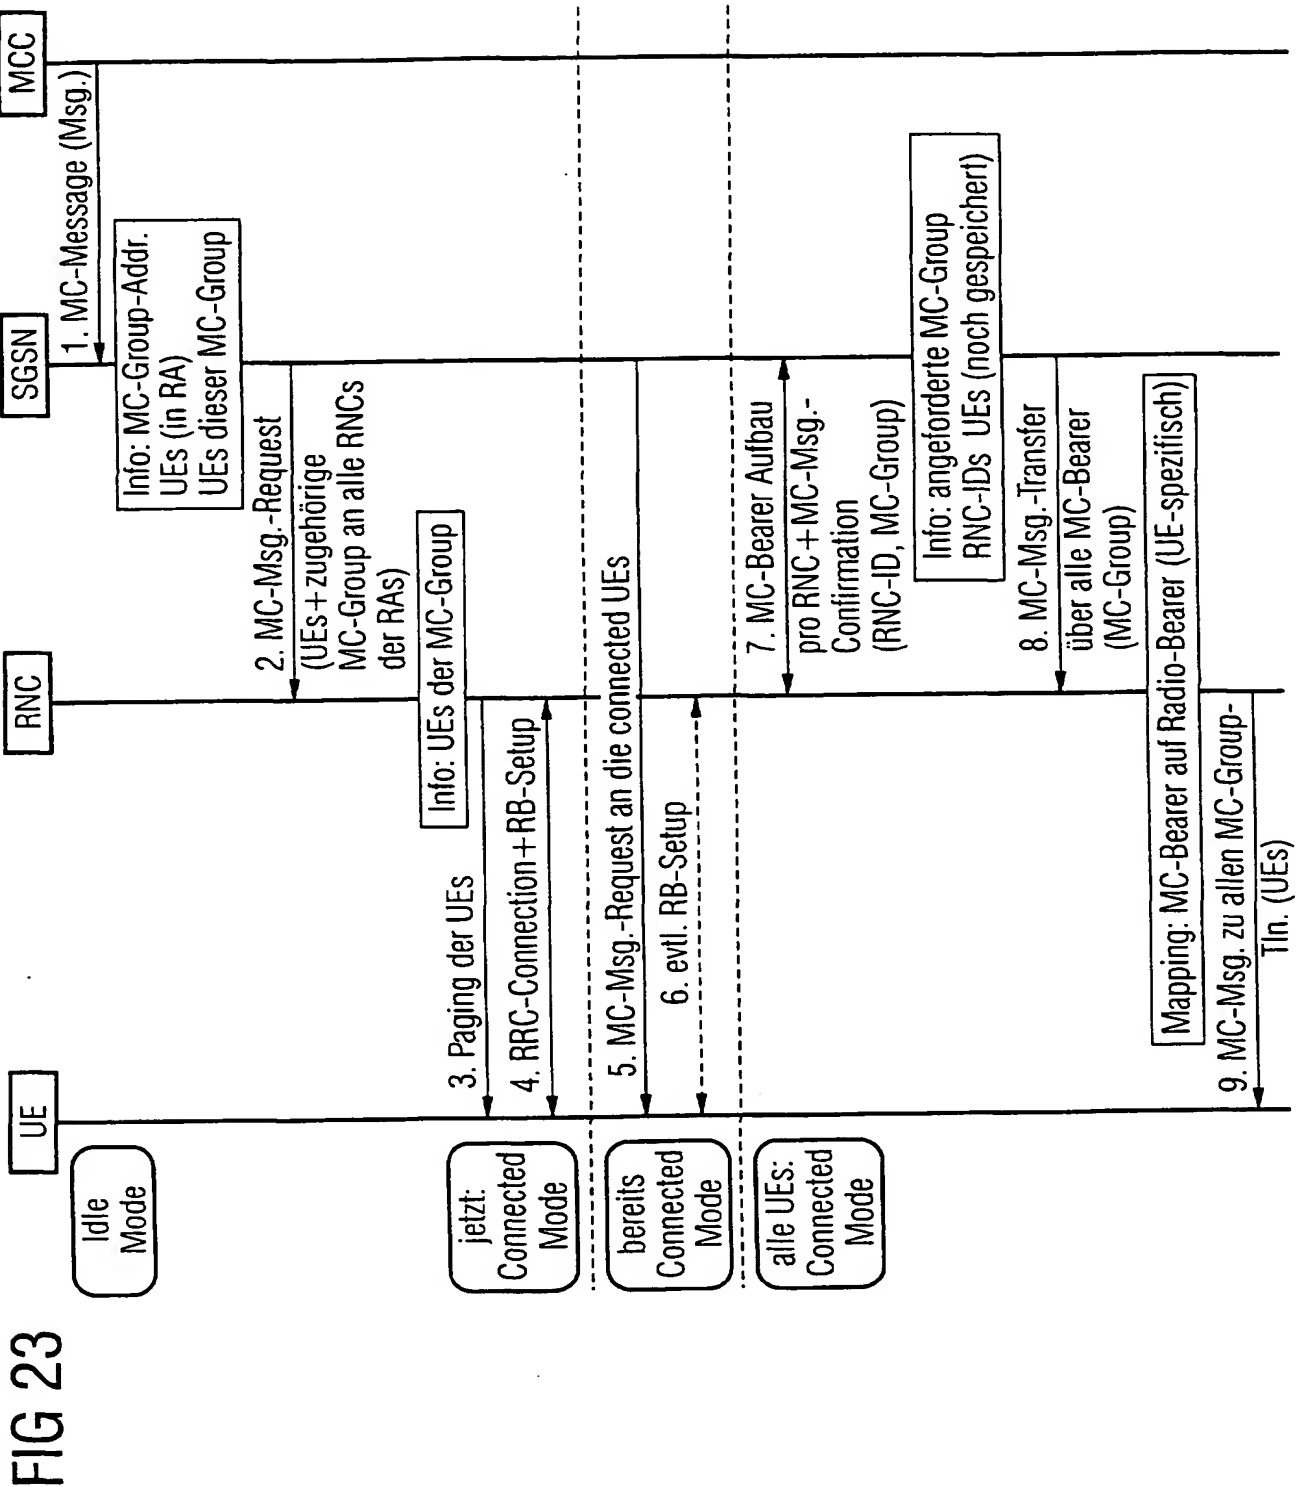 FIG 23
UE
RNC
SGSN
MCC
Idle
Mode
1. MC-Message (Msg.)
Info: MC-Group-Addr.
UEs (in RA)
UEs dieser MC-Group
2. MC-Msg.-Request
(UEs+zugehörige
MC-Group an alle RNCs
der RAs)
Info: UEs der MC-Group
jetzt:
Connected
Mode
3. Paging der UEs
4. RRC-Connection+RB-Setup
bereits
Connected
Mode
5. MC-Msg.-Request an die connected UEs
6. evtl. RB-Setup
alle UEs:
Connected
Mode
7. MC-Bearer Aufbau
pro RNC+MC-Msg.-
Confirmation
(RNC-ID, MC-Group)
Info: angeforderte MC-Group
RNC-IDs UEs (noch gespeichert)
8. MC-Msg.-Transfer
über alle MC-Bearer
(MC-Group)
Mapping: MC-Bearer auf Radio-Bearer (UE-spezifisch)
9. MC-Msg. zu allen MC-Group-
Tln. (UEs)